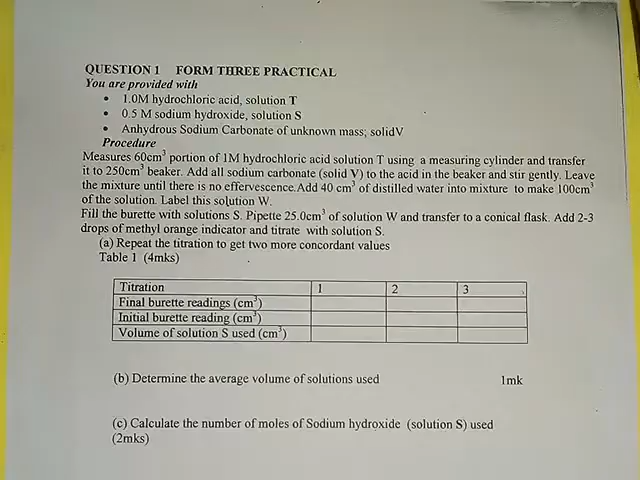 QUESTION 1 FORM THREE PRACTICAL
You are provided with
• 1.0M hydrochloric acid, solution T
• 0.5 M sodium hydroxide, solution S
• Anhydrous Sodium Carbonate of unknown mass; solidV
Procedure
Measures 60cm³ portion of 1M hydrochloric acid solution T using a measuring cylinder and transfer
it to 250cm³ beaker. Add all sodium carbonate (solid V) to the acid in the beaker and stir gently. Leave
the mixture until there is no effervescence.Add 40 cm³ of distilled water into mixture to make 100cm³
of the solution. Label this solution W.
Fill the burette with solutions S. Pipette 25.0cm³ of solution W and transfer to a conical flask. Add 2-3
drops of methyl orange indicator and titrate with solution S.
(a) Repeat the titration to get two more concordant values
Table 1 (4mks)
Titration 1 2 3
Final burette readings (cm³)
Initial burette reading (cm³)
Volume of solution S used (cm³)
(b) Determine the average volume of solutions used 1mk
(c) Calculate the number of moles of Sodium hydroxide (solution S) used
(2mks)